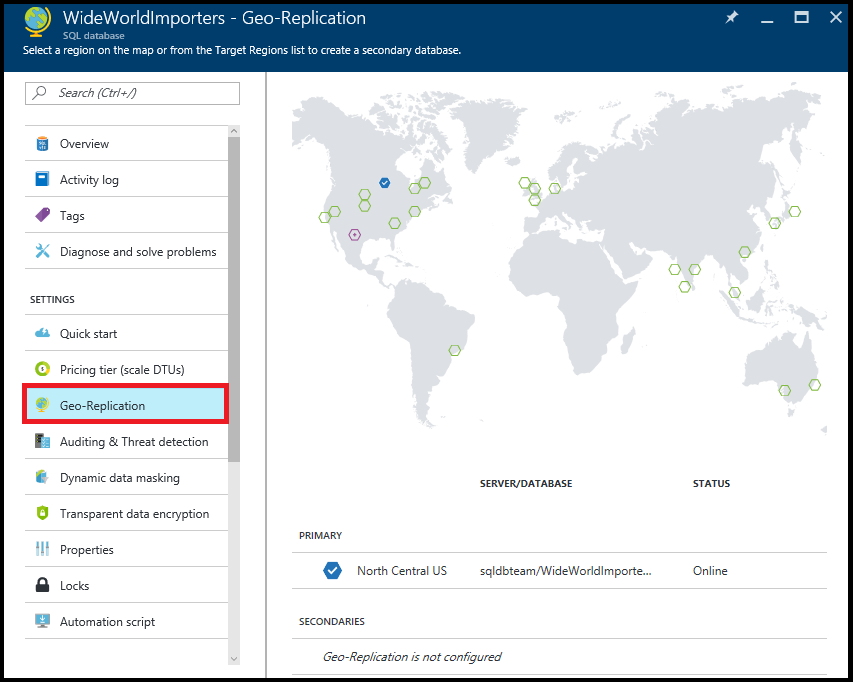 WideWorldImporters - Geo-Replication
SQL database
Select a region on the map or from the Target Regions list to create a secondary database.
Search (Ctrl+/)
Overview
Activity log
Tags
Diagnose and solve problems
SETTINGS
Quick start
Pricing tier (scale DTUs)
Geo-Replication
Auditing & Threat detection
Dynamic data masking
Transparent data encryption
Properties
Locks
Automation script
SERVER/DATABASE STATUS
PRIMARY
North Central US sqldbteam/WideWorldImporte... Online
SECONDARIES
Geo-Replication is not configured